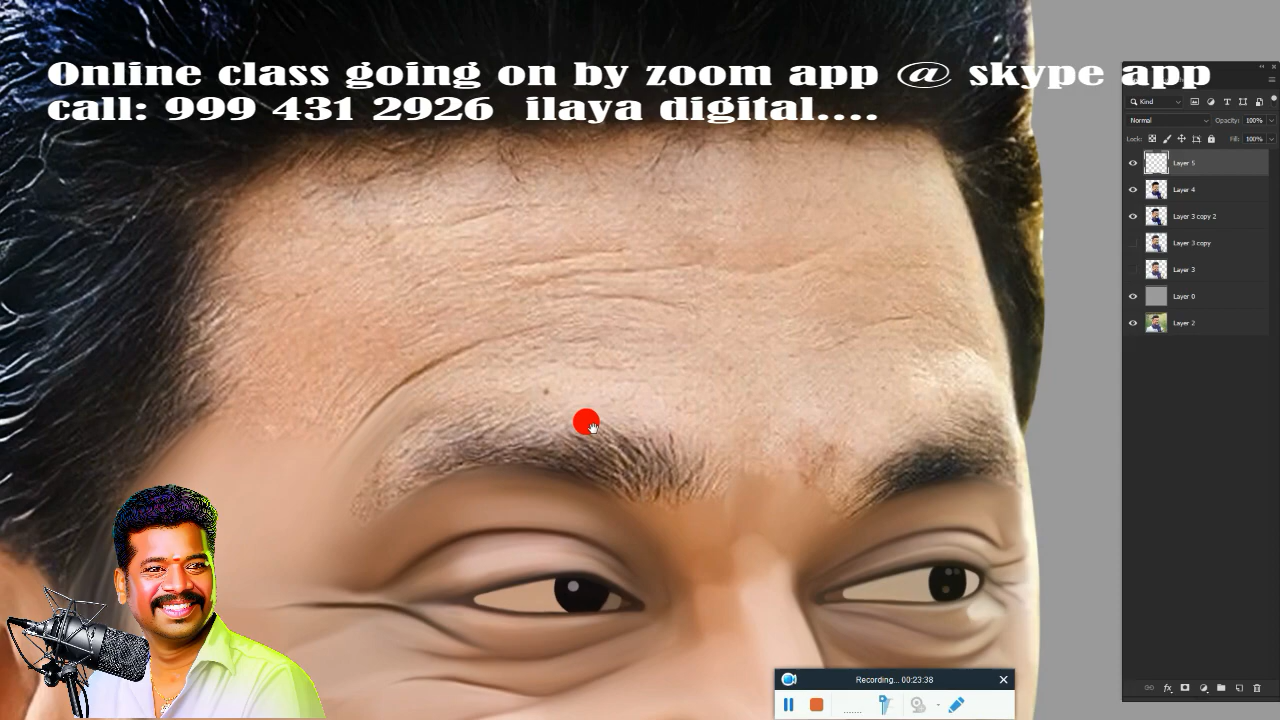 Online class going on by zoom app @ skype app
call: 999 431 2926 ilaya digital....
Kind
Normal Opacity: 100%
Lock: Fill: 100%
Layer 5
Layer 4
Layer 3 copy 2
Layer 3 copy
Layer 3
Layer 0
Layer 2
fx
Recording... 00:23:38